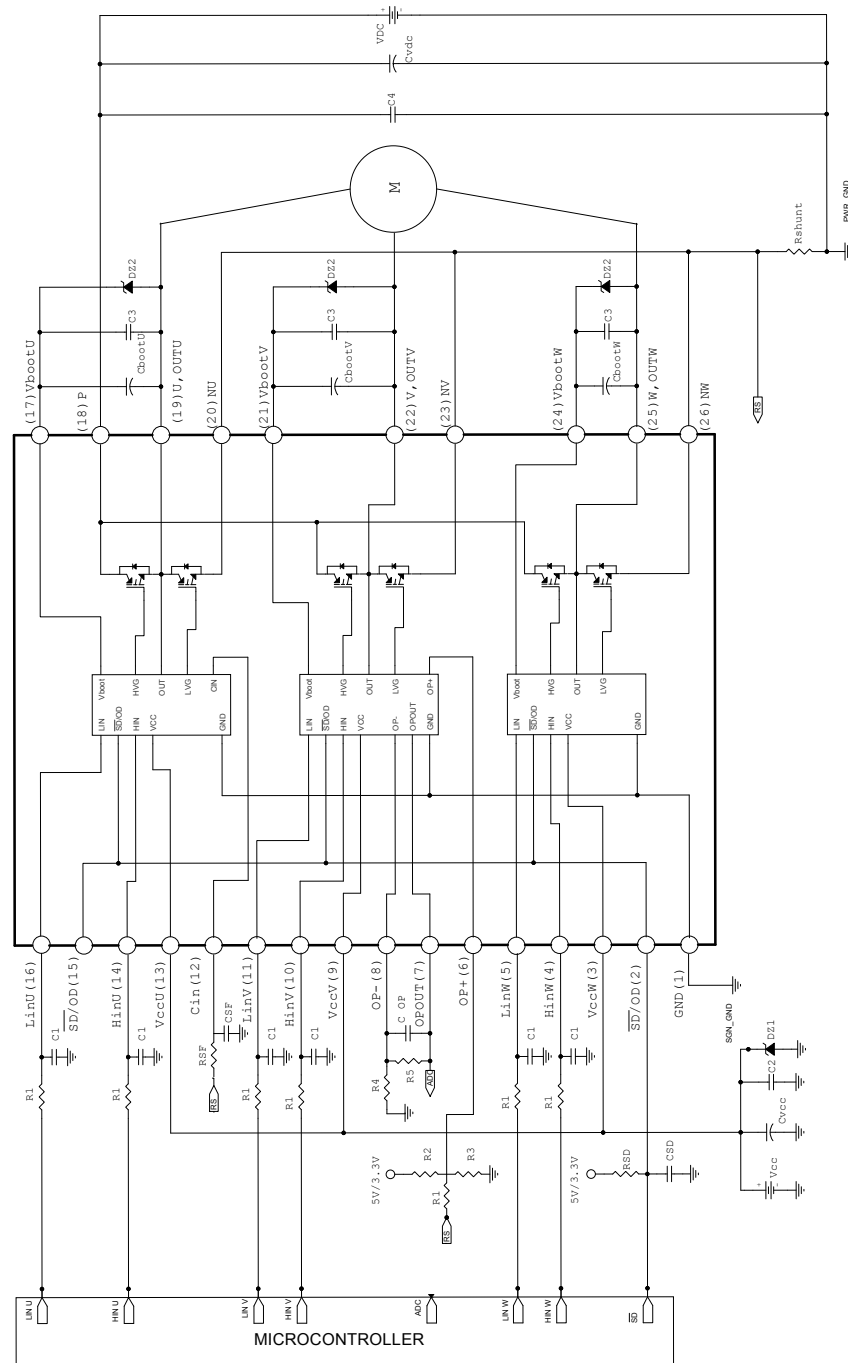 VDC
+
-
Cvdc
C4
M
PWR_GND
Rshunt
RS
DZ2
C3
CbootU
DZ2
C3
CbootV
DZ2
C3
CbootW
(17)VbootU
(18)P
(19)U,OUTU
(20)NU
(21)VbootV
(22)V,OUTV
(23)NV
(24)VbootW
(25)W,OUTW
(26)NW
Vboot
HVG
OUT
LVG
CIN
LIN
SD/OD
HIN
VCC
GND
Vboot
HVG
OUT
LVG
OP+
LIN
SD/OD
HIN
VCC
OP-
OPOUT
GND
Vboot
HVG
OUT
LVG
LIN
SD/OD
HIN
VCC
GND
LinU(16)
SD/OD(15)
HinU(14)
VccU(13)
Cin(12)
LinV(11)
HinV(10)
VccV(9)
OP-(8)
OPOUT(7)
OP+(6)
LinW(5)
HinW(4)
VccW(3)
SD/OD(2)
GND(1)
SGN_GND
C1
R1
C1
R1
CSF
RSF
RS
C1
R1
C1
R1
C OP
R5
R4
ADC
R2
R3
5V/3.3V
R1
RS
C1
R1
C1
R1
RSD
CSD
5V/3.3V
DZ1
C2
Cvcc
Vcc
+
-
LIN U
HIN U
LIN V
HIN V
ADC
LIN W
HIN W
SD
MICROCONTROLLER